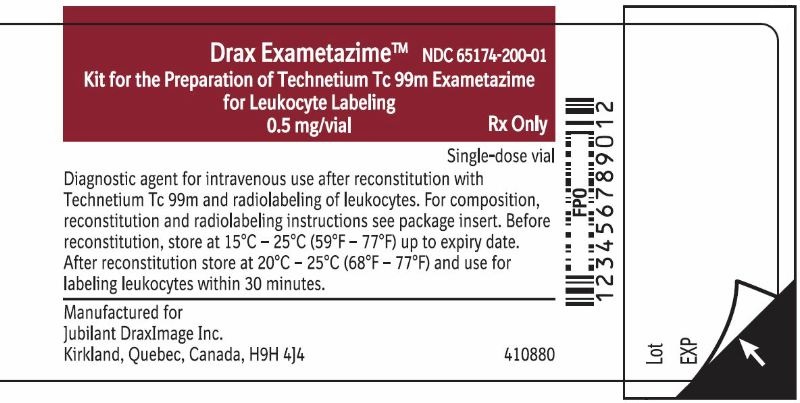 Drax Exametazime™ NDC 65174-200-01
Kit for the Preparation of Technetium Tc 99m Exametazime
for Leukocyte Labeling
0.5 mg/vial Rx Only
Single-dose vial
Diagnostic agent for intravenous use after reconstitution with
Technetium Tc 99m and radiolabeling of leukocytes. For composition,
reconstitution and radiolabeling instructions see package insert. Before
reconstitution, store at 15°C – 25°C (59°F – 77°F) up to expiry date.
After reconstitution store at 20°C – 25°C (68°F – 77°F) and use for
labeling leukocytes within 30 minutes.
Manufactured for
Jubilant DraxImage Inc.
Kirkland, Quebec, Canada, H9H 4J4 410880
FPO
123456789012
Lot
EXP